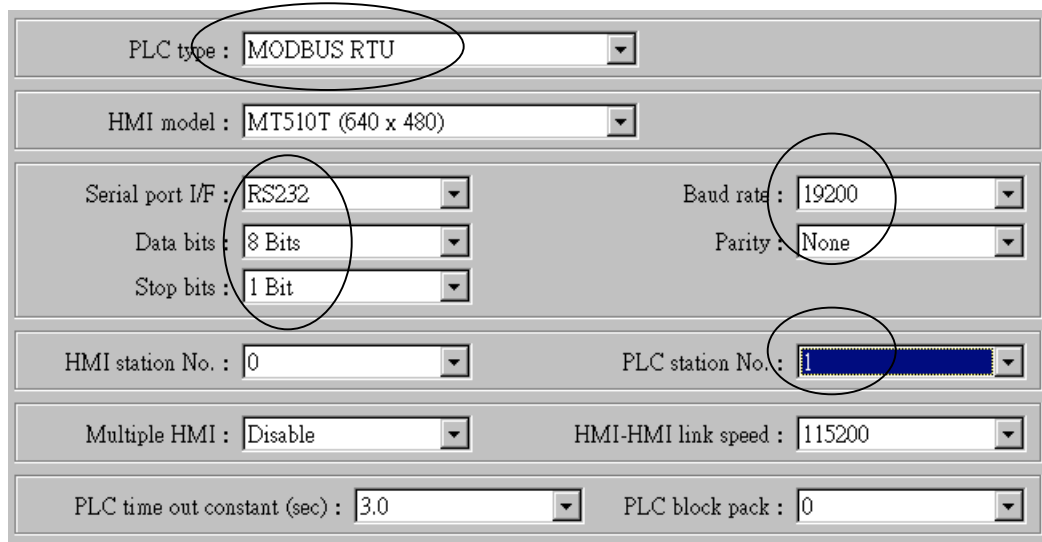 PLC type : MODBUS RTU
HMI model : MT510T (640 x 480)
Serial port I/F : RS232 Baud rate : 19200
Data bits : 8 Bits Parity : None
Stop bits : 1 Bit
HMI station No. : 0 PLC station No. : 1
Multiple HMI : Disable HMI-HMI link speed : 115200
PLC time out constant (sec) : 3.0 PLC block pack : 0